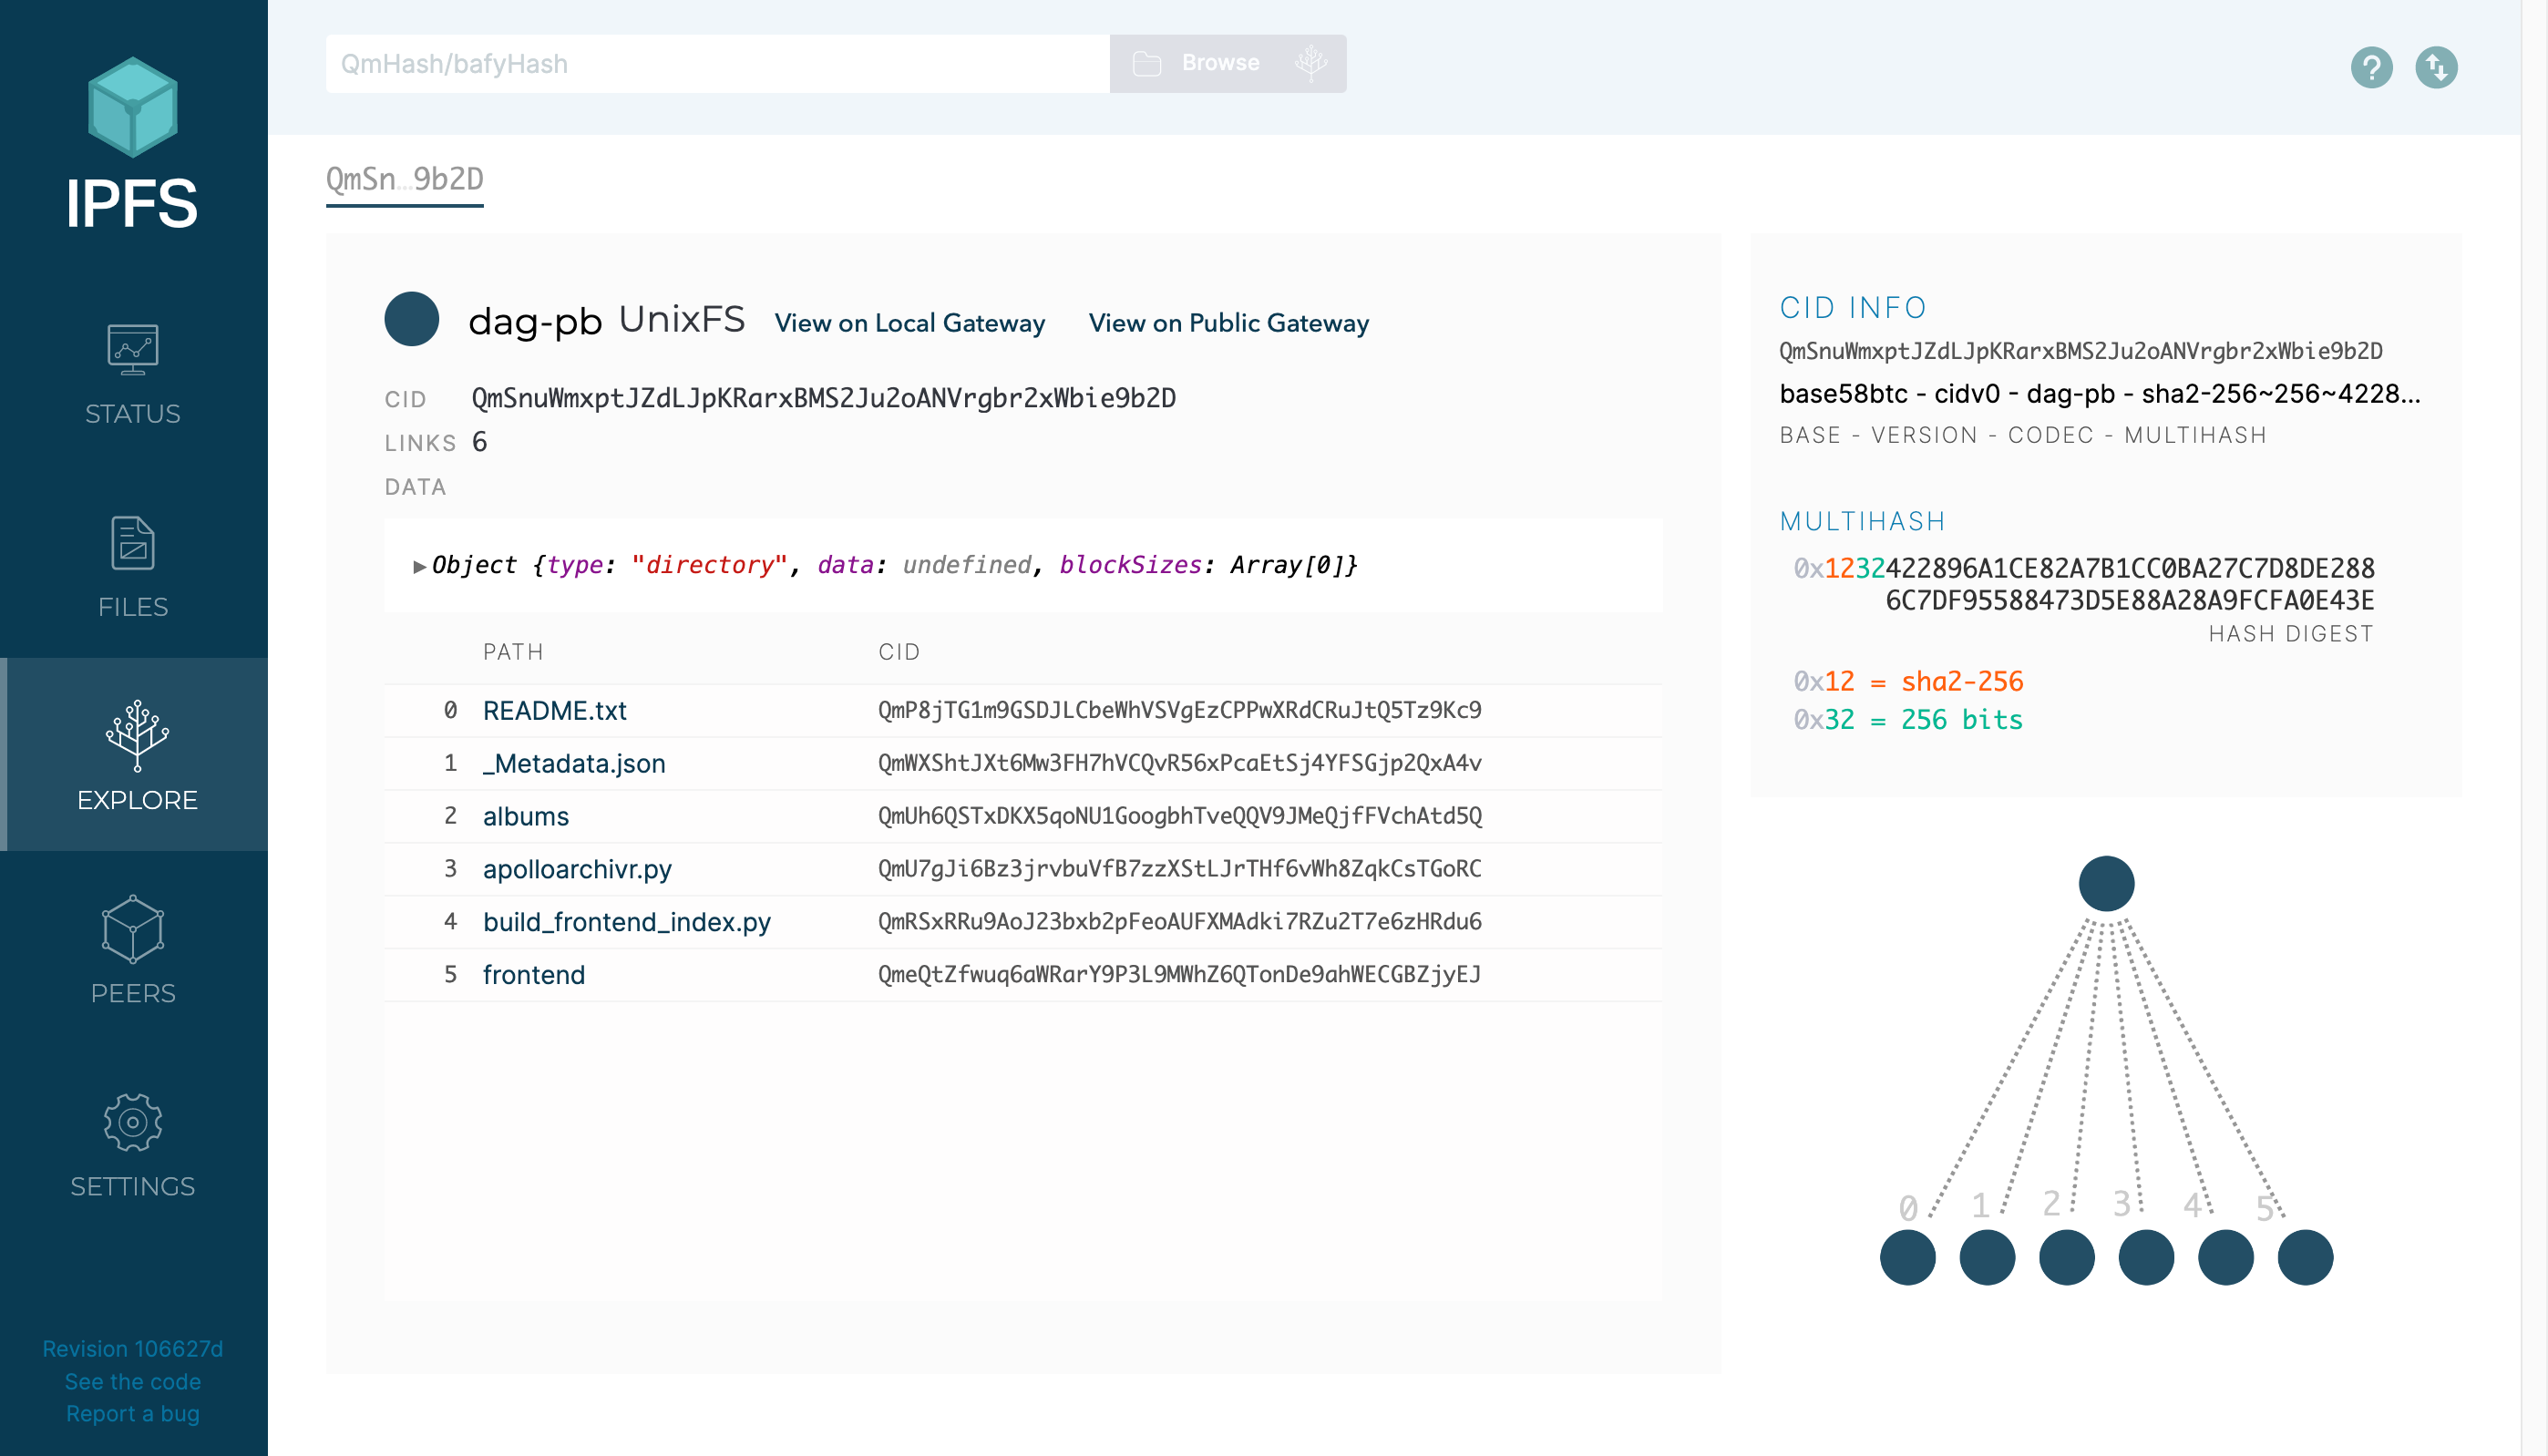 QmHash/bafyHash
Browse
IPFS
STATUS
FILES
EXPLORE
PEERS
SETTINGS
Revision 106627d
See the code
Report a bug
QmSn...9b2D
dag-pb UnixFS View on Local Gateway View on Public Gateway
CID QmSnuWmxptJZdLJpKRarxBMS2Ju2oANVrgbr2xWbie9b2D
LINKS 6
DATA
Object {type: "directory", data: undefined, blockSizes: Array[0]}
PATH CID
0 README.txt QmP8jTG1m9GSDJLCbeWhVSVgEzCPPwXRdCRuJtQ5Tz9Kc9
1 _Metadata.json QmWXShtJXt6Mw3FH7hVCQvR56xPcaEtSj4YFSGjp2QxA4v
2 albums QmUh6QSTxDKX5qoNU1GoogbhTveQQV9JMeQjfFVchAtd5Q
3 apolloarchivr.py QmU7gJi6Bz3jrvbuVfB7zzXStLJrTHf6vWh8ZqkCsTGoRC
4 build_frontend_index.py QmRSxRRu9AoJ23bxb2pFeoAUFXMAdki7RZu2T7e6zHRdu6
5 frontend QmeQtZfwuq6aWRarY9P3L9MWhZ6QTonDe9ahWECGBZjyEJ
CID INFO
QmSnuWmxptJZdLJpKRarxBMS2Ju2oANVrgbr2xWbie9b2D
base58btc - cidv0 - dag-pb - sha2-256~256~4228...
BASE - VERSION - CODEC - MULTIHASH
MULTIHASH
0x1232422896A1CE82A7B1CC0BA27C7D8DE288
6C7DF95588473D5E88A28A9FCFA0E43E
HASH DIGEST
0x12 = sha2-256
0x32 = 256 bits
0 1 2 3 4 5